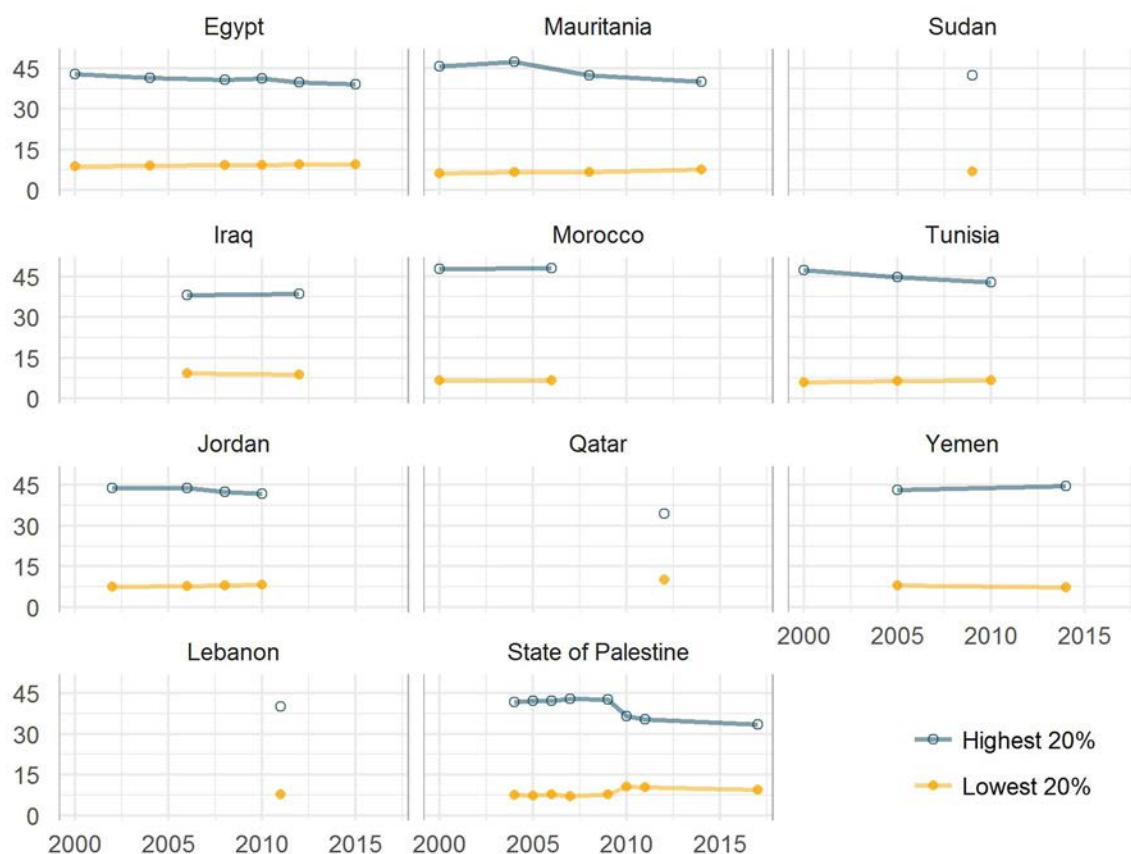 Egypt
Mauritania
Sudan
45
30
15
0
Iraq
Morocco
Tunisia
45
30
15
0
Jordan
Qatar
Yemen
45
30
15
0
2000 2005 2010 2015
Lebanon
State of Palestine
45
30
15
0
2000 2005 2010 2015
2000 2005 2010 2015
Highest 20%
Lowest 20%